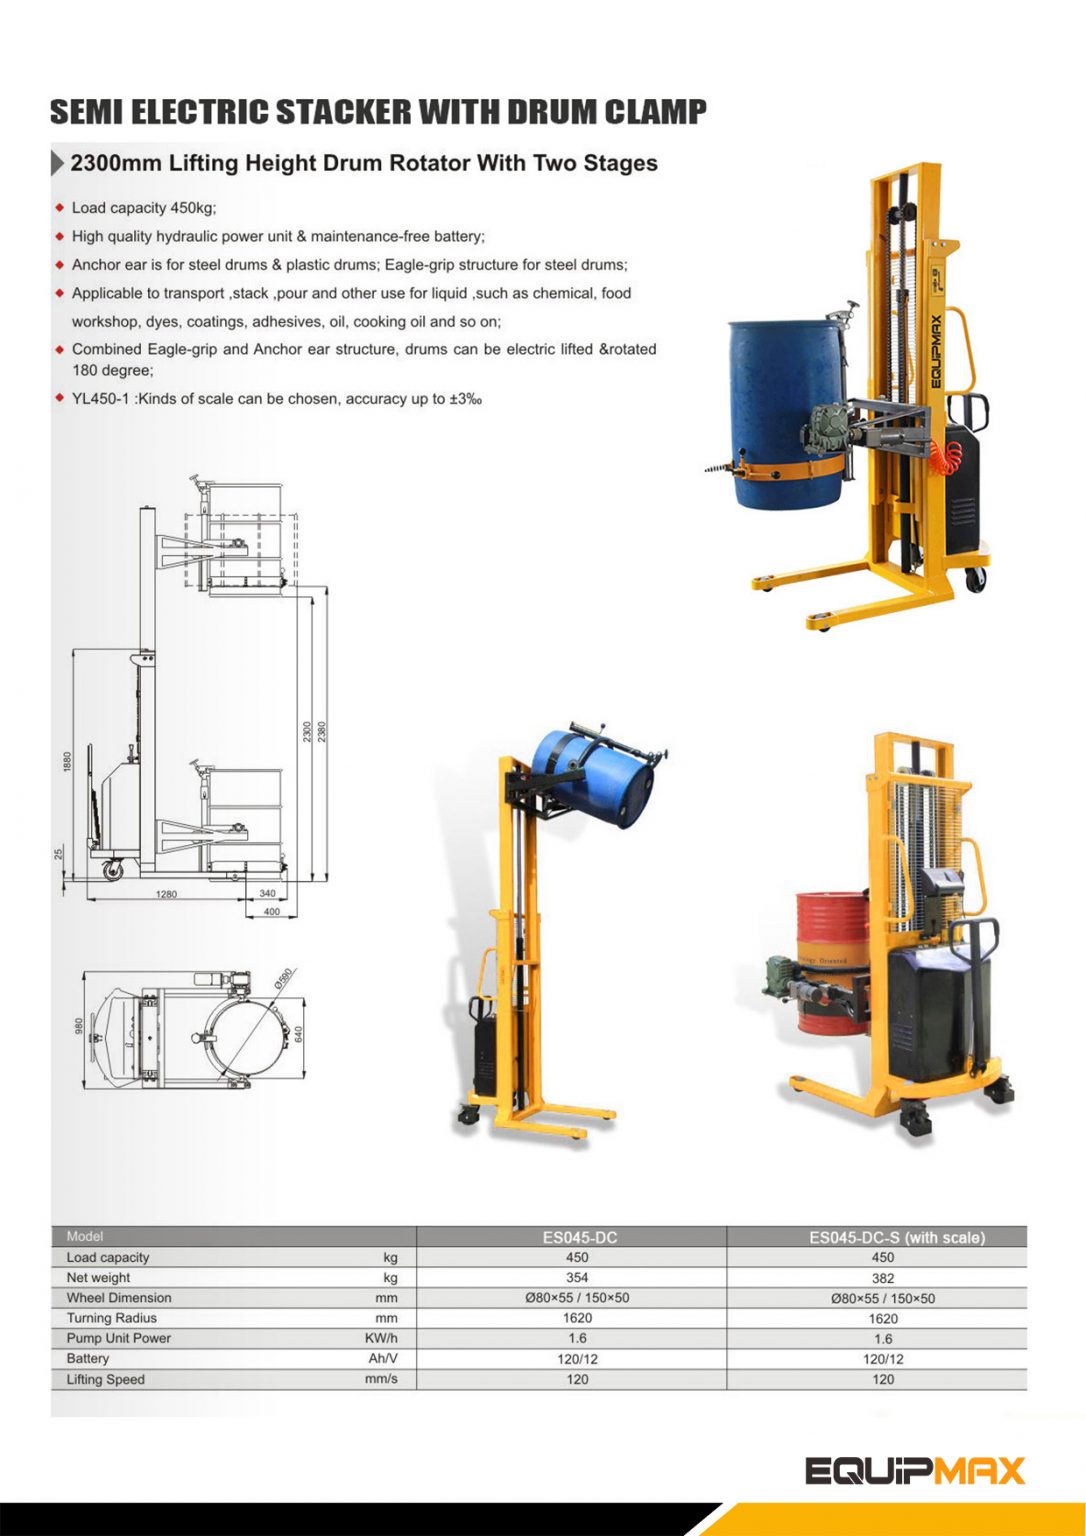 SEMI ELECTRIC STACKER WITH DRUM CLAMP
2300mm Lifting Height Drum Rotator With Two Stages
Load capacity 450kg;
High quality hydraulic power unit & maintenance-free battery;
Anchor ear is for steel drums & plastic drums; Eagle-grip structure for steel drums;
Applicable to transport ,stack ,pour and other use for liquid ,such as chemical, food
workshop, dyes, coatings, adhesives, oil, cooking oil and so on;
Combined Eagle-grip and Anchor ear structure, drums can be electric lifted &rotated
180 degree;
YL450-1 :Kinds of scale can be chosen, accuracy up to ±3‰
EQUIPMAX
1880
25
2300
2380
1280
340
400
980
Ø590
640
Oriented
Model ES045-DC ES045-DC-S (with scale)
Load capacity kg 450 450
Net weight kg 354 382
Wheel Dimension mm Ø80×55 / 150×50 Ø80×55 / 150×50
Turning Radius mm 1620 1620
Pump Unit Power KW/h 1.6 1.6
Battery Ah/V 120/12 120/12
Lifting Speed mm/s 120 120
EQUIPMAX